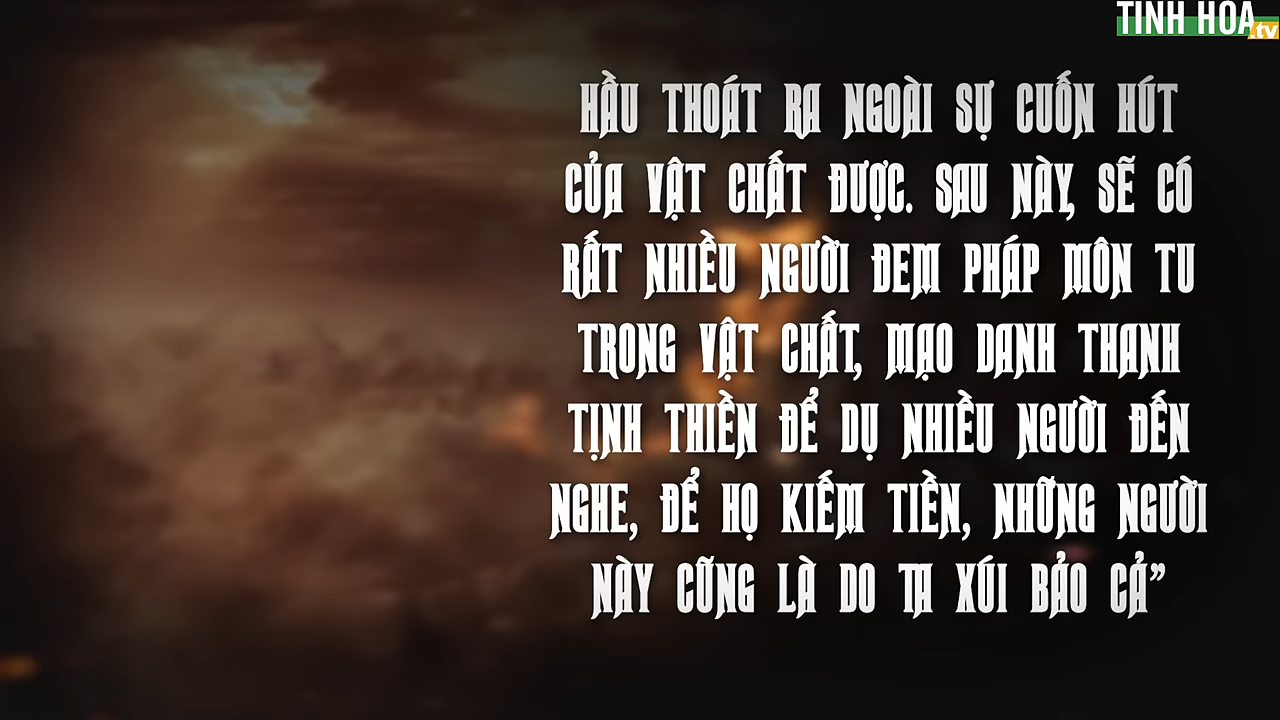 TINH HOA.tv
HẦU THOÁT RA NGOÀI SỰ CUỐN HÚT
CỦA VẬT CHẤT ĐƯỢC. SAU NÀY, SẼ CÓ
RẤT NHIỀU NGƯỜI ĐEM PHÁP MÔN TU
TRONG VẬT CHẤT, MẠO DANH THANH
TỊNH THIỀN ĐỂ DỤ NHIỀU NGƯỜI ĐẾN
NGHE, ĐỂ HỌ KIẾM TIỀN, NHỮNG NGƯỜI
NÀY CŨNG LÀ DO TA XÚI BẢO CẢ”